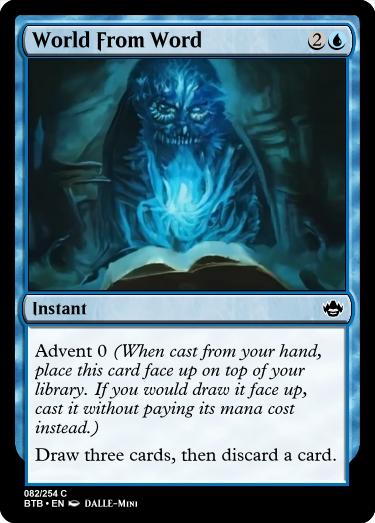 World From Word 2
Instant
Advent 0 (When cast from your hand,
place this card face up on top of your
library. If you would draw it face up,
cast it without paying its mana cost
instead.)
Draw three cards, then discard a card.
082/254 C
BTB • EN DALLE-Mini